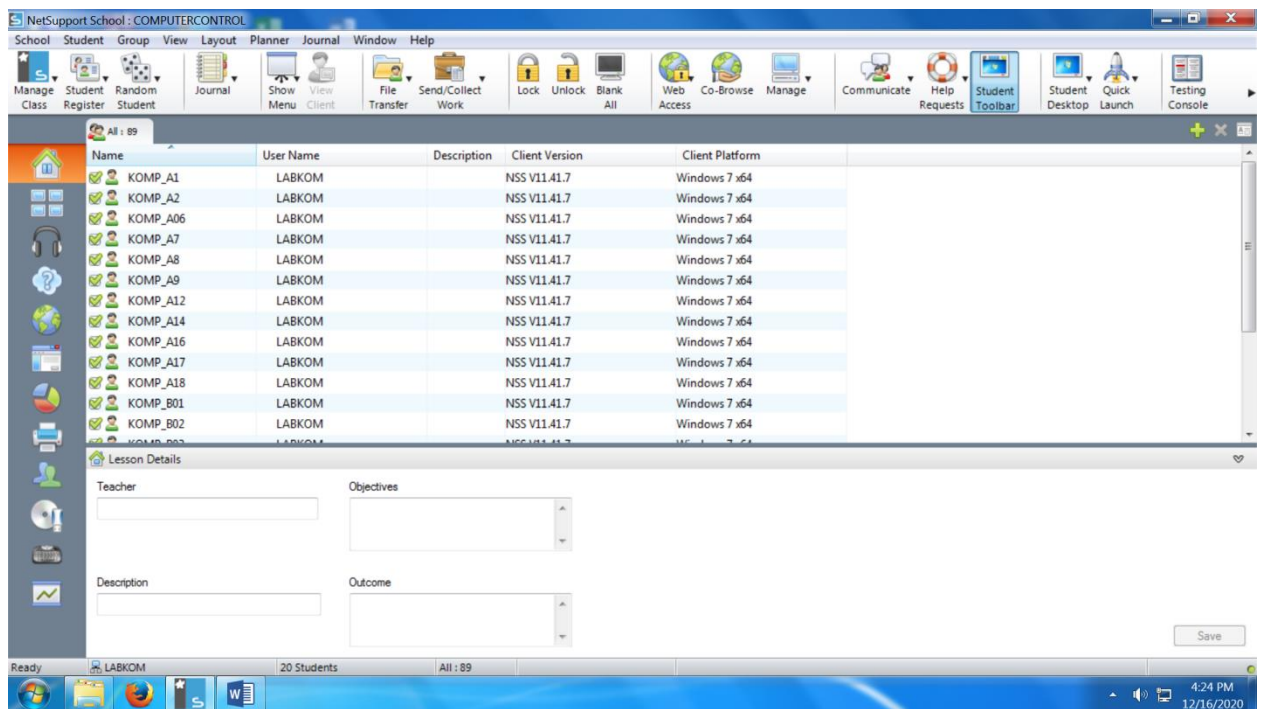 NetSupport School : COMPUTERCONTROL
School Student Group View Layout Planner Journal Window Help
Manage Class Student Register Random Student Journal Show Menu View Client File Transfer Send/Collect Work Lock Unlock Blank All Web Access Co-Browse Manage Communicate Help Requests Student Toolbar Student Desktop Quick Launch Testing Console
All : 89
Name User Name Description Client Version Client Platform
KOMP_A1 LABKOM NSS V11.41.7 Windows 7 x64
KOMP_A2 LABKOM NSS V11.41.7 Windows 7 x64
KOMP_A06 LABKOM NSS V11.41.7 Windows 7 x64
KOMP_A7 LABKOM NSS V11.41.7 Windows 7 x64
KOMP_A8 LABKOM NSS V11.41.7 Windows 7 x64
KOMP_A9 LABKOM NSS V11.41.7 Windows 7 x64
KOMP_A12 LABKOM NSS V11.41.7 Windows 7 x64
KOMP_A14 LABKOM NSS V11.41.7 Windows 7 x64
KOMP_A16 LABKOM NSS V11.41.7 Windows 7 x64
KOMP_A17 LABKOM NSS V11.41.7 Windows 7 x64
KOMP_A18 LABKOM NSS V11.41.7 Windows 7 x64
KOMP_B01 LABKOM NSS V11.41.7 Windows 7 x64
KOMP_B02 LABKOM NSS V11.41.7 Windows 7 x64
Lesson Details
Teacher Objectives
Description Outcome
Save
Ready LABKOM 20 Students All : 89
4:24 PM
12/16/2020